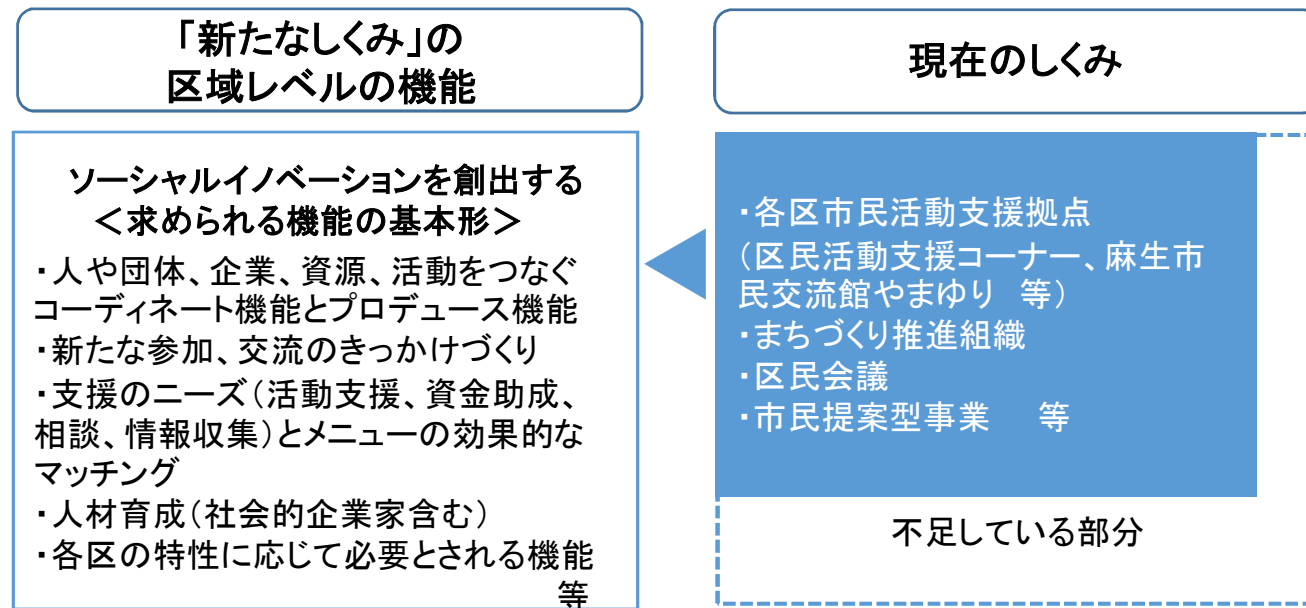 「新たなしくみ」の
区域レベルの機能
ソーシャルイノベーションを創出する
＜求められる機能の基本形＞
・人や団体、企業、資源、活動をつなぐ
コーディネート機能とプロデュース機能
・新たな参加、交流のきっかけづくり
・支援のニーズ（活動支援、資金助成、
相談、情報収集）とメニューの効果的な
マッチング
・人材育成（社会的企業家含む）
・各区の特性に応じて必要とされる機能
等
現在のしくみ
・各区市民活動支援拠点
（区民活動支援コーナー、麻生市
民交流館やまゆり　等）
・まちづくり推進組織
・区民会議
・市民提案型事業　　等
不足している部分